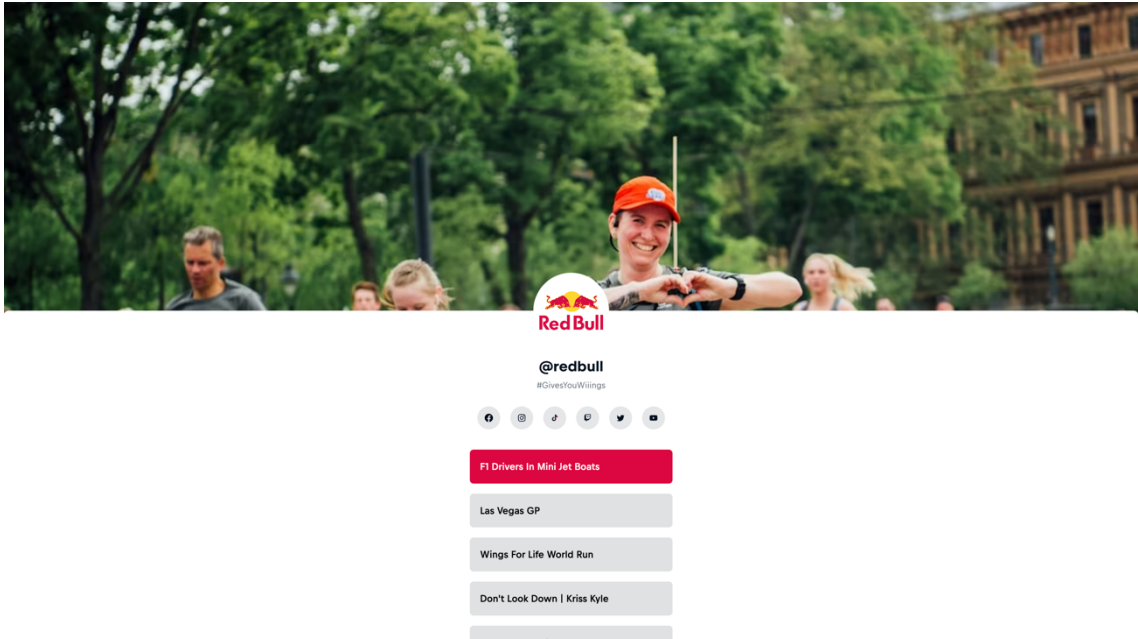 Red Bull
@redbull
#GivesYouWiiings
F1 Drivers In Mini Jet Boats
Las Vegas GP
Wings For Life World Run
Don't Look Down | Kriss Kyle